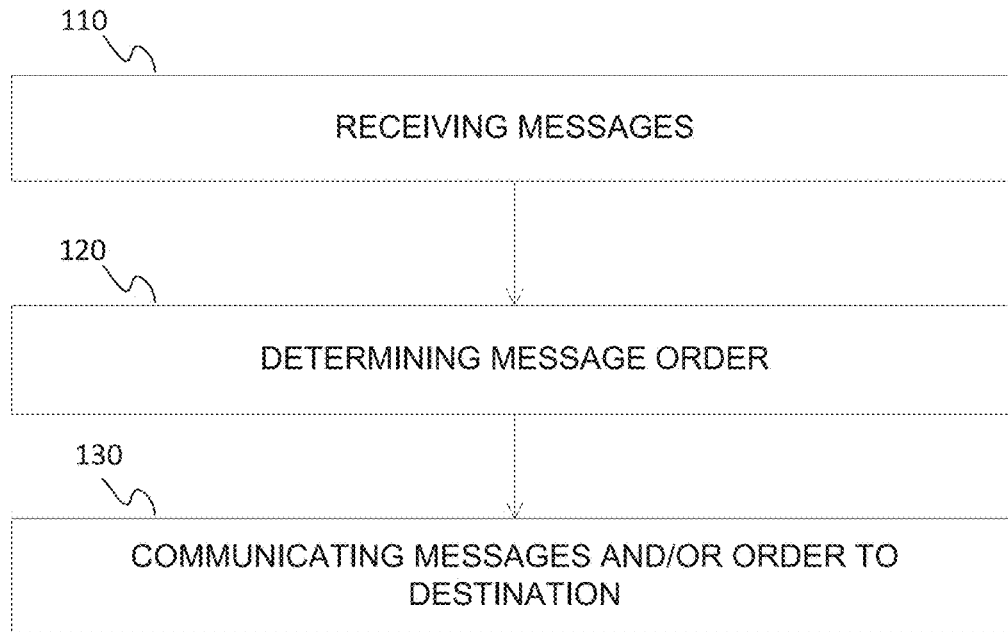 110
RECEIVING MESSAGES
120
DETERMINING MESSAGE ORDER
130
COMMUNICATING MESSAGES AND/OR ORDER TO
DESTINATION